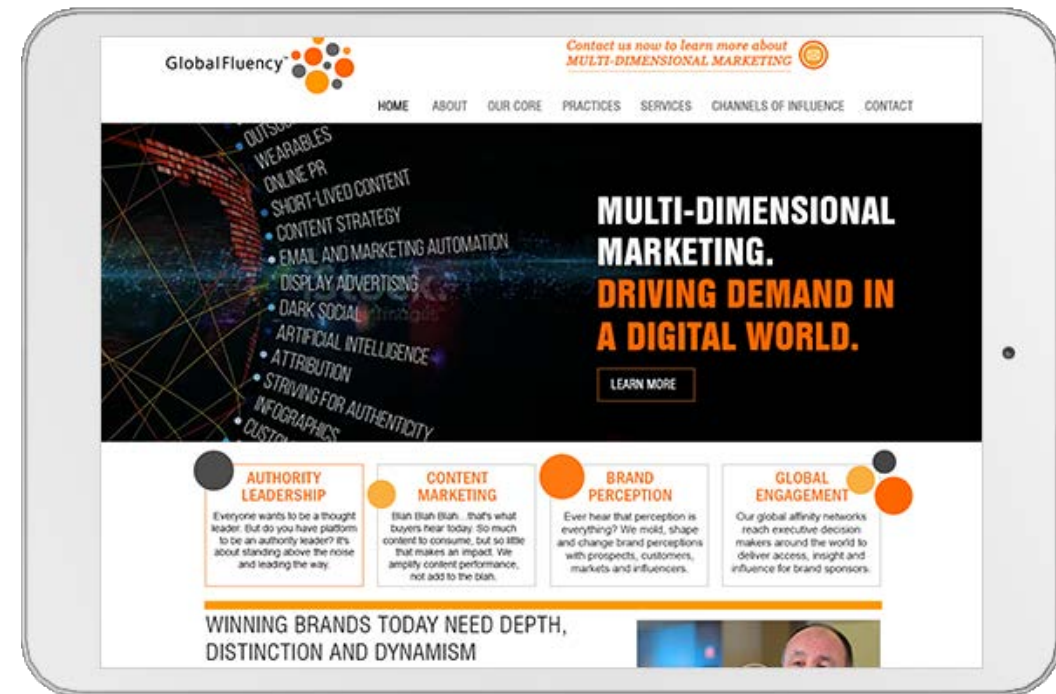 GlobalFluency™
Contact us now to learn more about
MULTI-DIMENSIONAL MARKETING
HOME ABOUT OUR CORE PRACTICES SERVICES CHANNELS OF INFLUENCE CONTACT
WEARABLES
ONLINE PR
SHORT-LIVED CONTENT
CONTENT STRATEGY
EMAIL AND MARKETING AUTOMATION
DISPLAY ADVERTISING
DARK SOCIAL
ARTIFICIAL INTELLIGENCE
ATTRIBUTION
STRIVING FOR AUTHENTICITY
INFOGRAPHICS
MULTI-DIMENSIONAL
MARKETING.
DRIVING DEMAND IN
A DIGITAL WORLD.
LEARN MORE
AUTHORITY
LEADERSHIP
Everyone wants to be a thought
leader. But do you have platform
to be an authority leader? It's
about standing above the noise
and leading the way.
CONTENT
MARKETING
Blah Blah Blah...that's what
buyers hear today. So much
content to consume, but so little
that makes an impact. We
amplify content performance,
not add to the blah.
BRAND
PERCEPTION
Ever hear that perception is
everything? We mold, shape
and change brand perceptions
with prospects, customers,
markets and influencers.
GLOBAL
ENGAGEMENT
Our global affinity networks
reach executive decision
makers around the world to
deliver access, insight and
influence for brand sponsors.
WINNING BRANDS TODAY NEED DEPTH,
DISTINCTION AND DYNAMISM